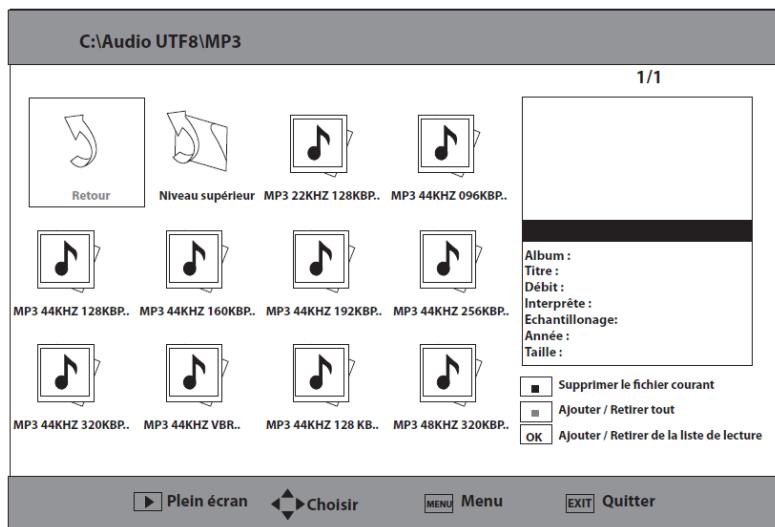 C:\Audio UTF8\MP3
1/1
Retour
Niveau supérieur
MP3 22KHZ 128KBP..
MP3 44KHZ 096KBP..
MP3 44KHZ 128KBP..
MP3 44KHZ 160KBP..
MP3 44KHZ 192KBP..
MP3 44KHZ 256KBP..
MP3 44KHZ 320KBP..
MP3 44KHZ VBR..
MP3 44KHZ 128 KB..
MP3 48KHZ 320KBP..
Album :
Titre :
Débit :
Interprête :
Echantillonage:
Année :
Taille :
Supprimer le fichier courant
Ajouter / Retirer tout
OK Ajouter / Retirer de la liste de lecture
Plein écran
Choisir
MENU Menu
EXIT Quitter